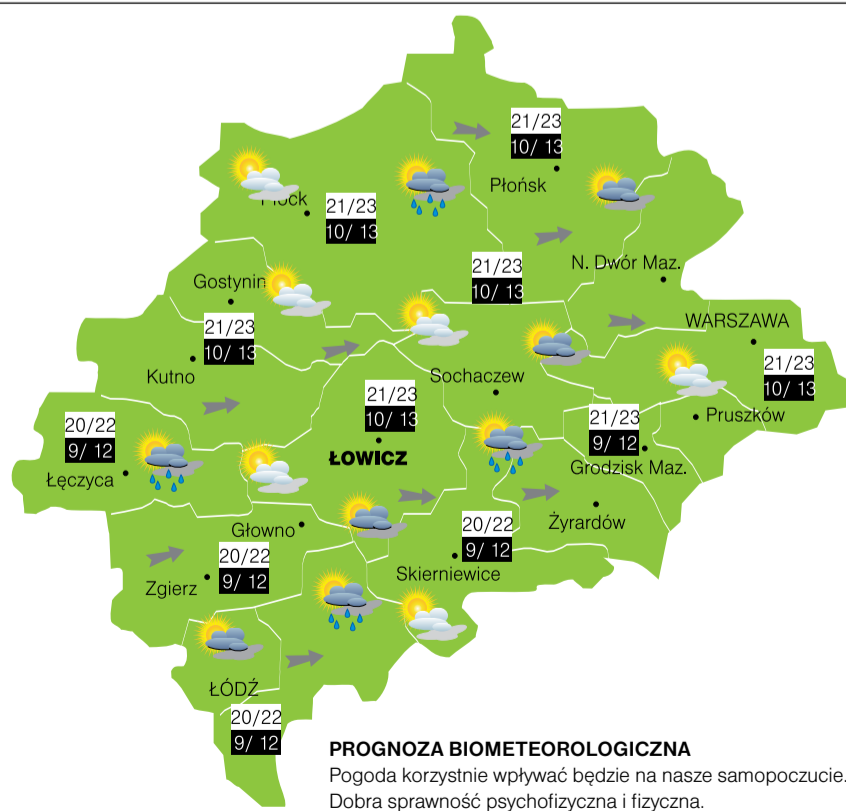 21/23
10/ 13
Płońsk
Płock
21/23
10/ 13
21/23
10/ 13
N. Dwór Maz.
Gostynin
21/23
10/ 13
Kutno
WARSZAWA
21/23
10/ 13
Sochaczew
Pruszków
21/23
10/ 13
ŁOWICZ
21/23
9/ 12
Grodzisk Maz.
20/22
9/ 12
Łęczyca
Żyrardów
Głowno
20/22
9/ 12
Skierniewice
20/22
9/ 12
Zgierz
ŁÓDŹ
20/22
9/ 12
PROGNOZA BIOMETEOROLOGICZNA
Pogoda korzystnie wpływać będzie na nasze samopoczucie.
Dobra sprawność psychofizyczna i fizyczna.